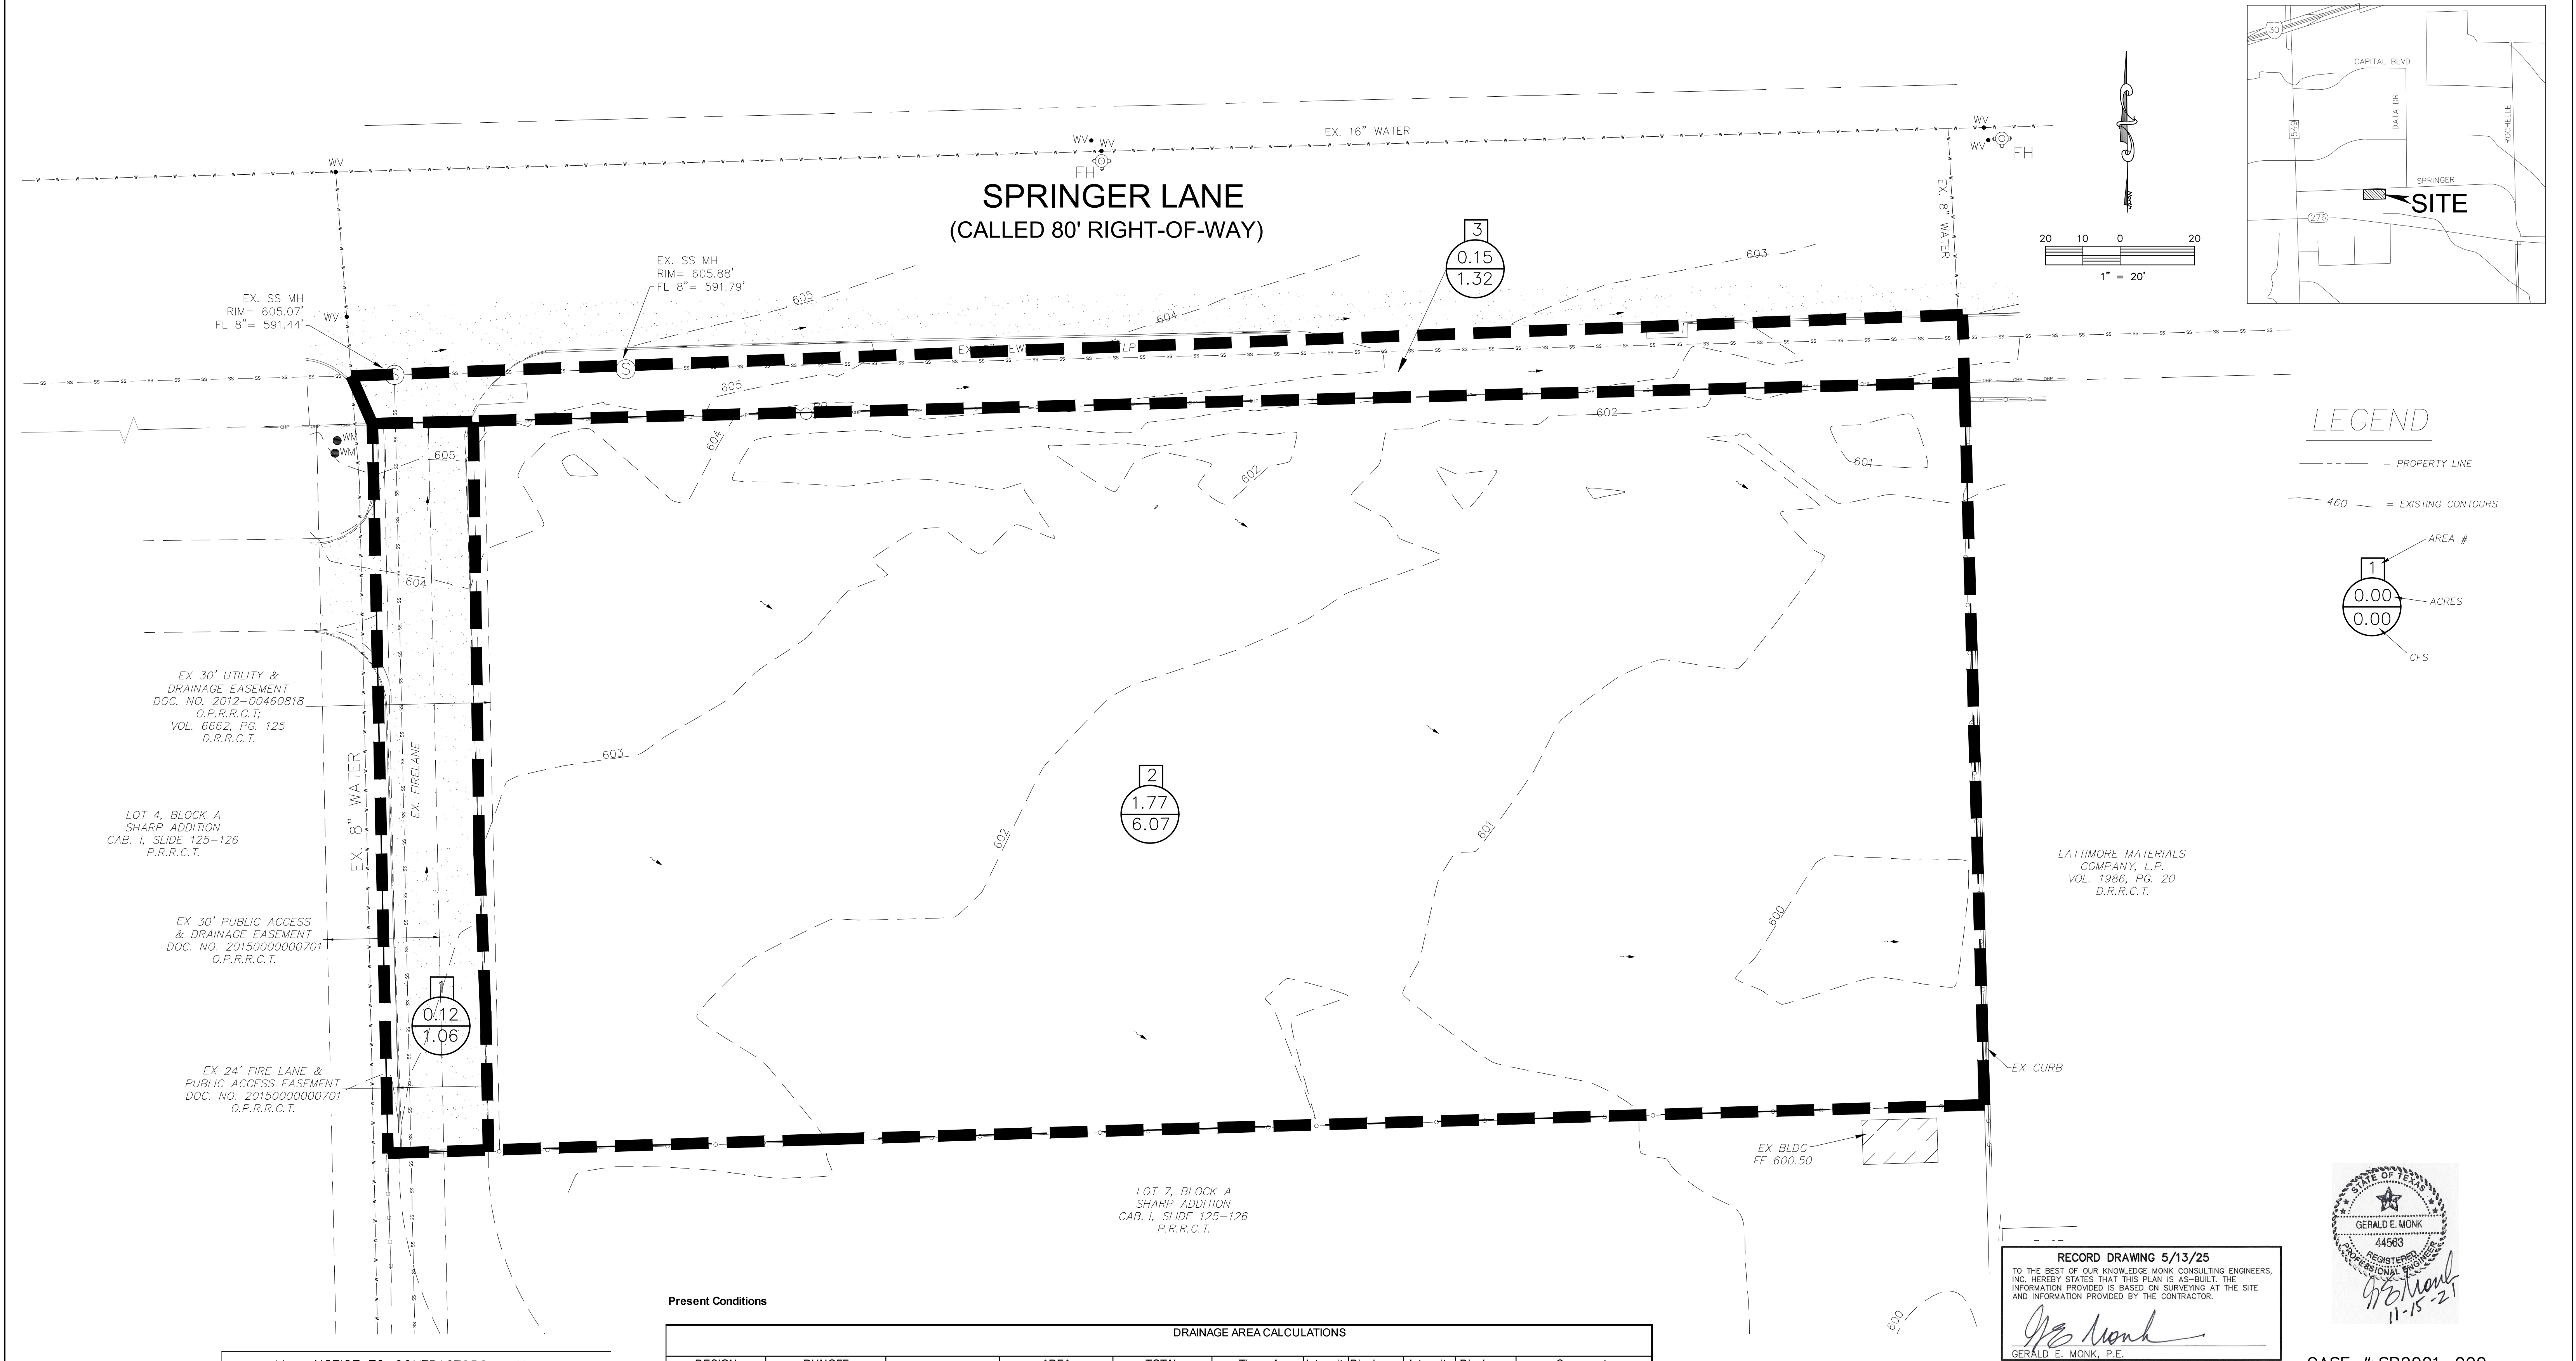 30
CAPITAL BLVD
DATA DR
ROCHELLE
549
SPRINGER
SITE
276
20 10 0 20
1" = 20'
WV
WV
WV
FH
EX. 16" WATER
WV
WV
FH
EX. 8" WATER
SPRINGER LANE
(CALLED 80' RIGHT-OF-WAY)
3
0.15
1.32
603
EX. SS MH
RIM= 605.88'
FL 8"= 591.79'
605
604
EX. SS MH
RIM= 605.07'
FL 8"= 591.44'
WV
S
S
LP
605
602
WM
WM
605
604
602
601
604
LEGEND
= PROPERTY LINE
460
= EXISTING CONTOURS
AREA #
1
0.00
ACRES
0.00
CFS
EX 30' UTILITY &
DRAINAGE EASEMENT
DOC. NO. 2012-00460818
O.P.R.R.C.T;
VOL. 6662, PG. 125
D.R.R.C.T.
EX. 8" WATER
EX. FIRELANE
603
602
601
600
2
1.77
6.07
LOT 4, BLOCK A
SHARP ADDITION
CAB. I, SLIDE 125-126
P.R.R.C.T.
LATTIMORE MATERIALS
COMPANY, L.P.
VOL. 1986, PG. 20
D.R.R.C.T.
EX 30' PUBLIC ACCESS
& DRAINAGE EASEMENT
DOC. NO. 20150000000701
O.P.R.R.C.T.
1
0.12
1.06
EX 24' FIRE LANE &
PUBLIC ACCESS EASEMENT
DOC. NO. 20150000000701
O.P.R.R.C.T.
EX CURB
EX BLDG
FF 600.50
LOT 7, BLOCK A
SHARP ADDITION
CAB. I, SLIDE 125-126
P.R.R.C.T.
600
STATE OF TEXAS
GERALD E. MONK
44563
REGISTERED
PROFESSIONAL ENGINEER
GE Monk
11-15-21
RECORD DRAWING 5/13/25
TO THE BEST OF OUR KNOWLEDGE MONK CONSULTING ENGINEERS,
INC. HEREBY STATES THAT THIS PLAN IS AS-BUILT. THE
INFORMATION PROVIDED IS BASED ON SURVEYING AT THE SITE
AND INFORMATION PROVIDED BY THE CONTRACTOR.
GE Monk
GERALD E. MONK, P.E.
Present Conditions
DRAINAGE AREA CALCULATIONS